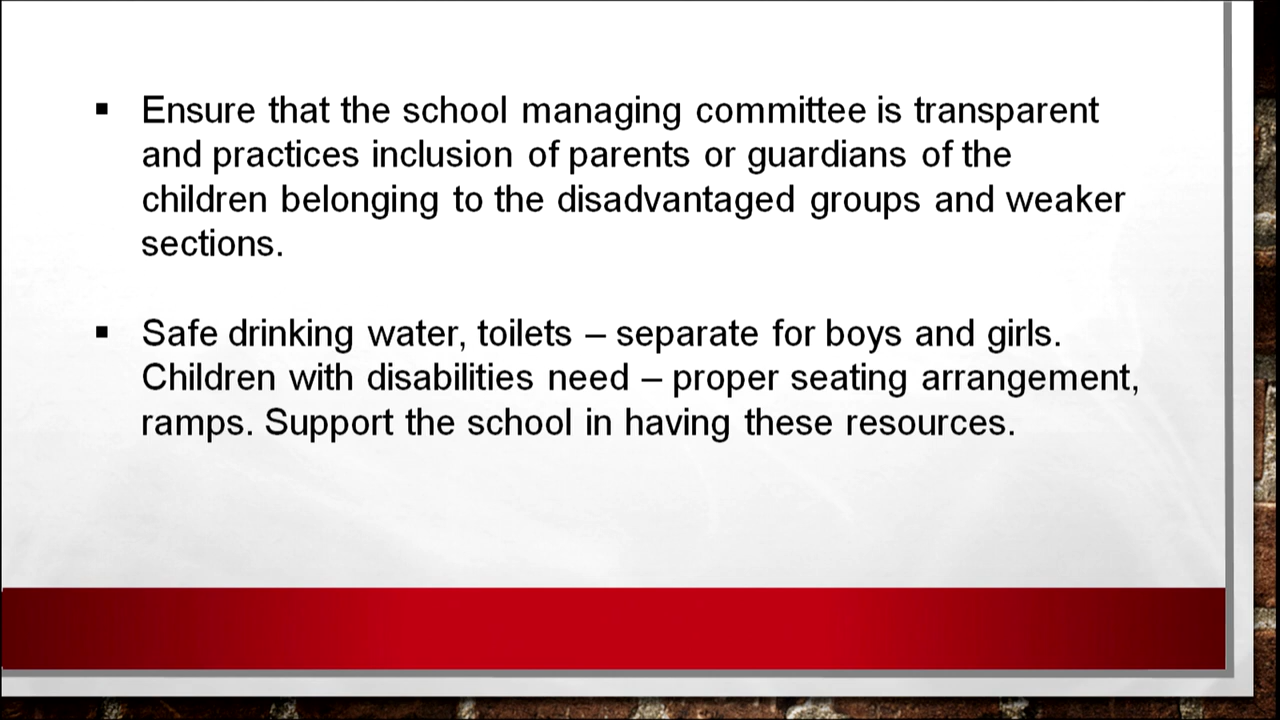 ▪ Ensure that the school managing committee is transparent
and practices inclusion of parents or guardians of the
children belonging to the disadvantaged groups and weaker
sections.
▪ Safe drinking water, toilets – separate for boys and girls.
Children with disabilities need – proper seating arrangement,
ramps. Support the school in having these resources.